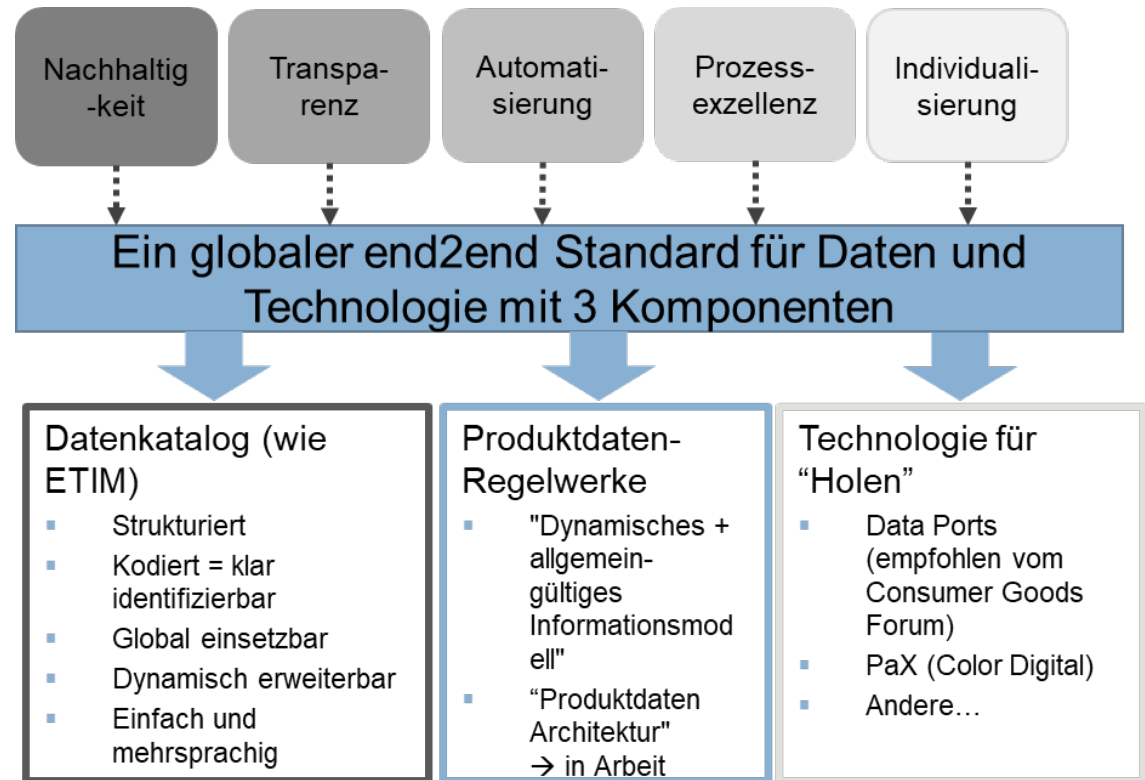 Nachhaltig
-keit
Transpa-
renz
Automati-
sierung
Prozess-
exzellenz
Individuali-
sierung
Ein globaler end2end Standard für Daten und
Technologie mit 3 Komponenten
Datenkatalog (wie
ETIM)
▪ Strukturiert
▪ Kodiert = klar
identifizierbar
▪ Global einsetzbar
▪ Dynamisch erweiterbar
▪ Einfach und
mehrsprachig
Produktdaten-
Regelwerke
▪ "Dynamisches +
allgemein-
gültiges
Informationsmod
ell"
▪ “Produktdaten
Architektur"
→ in Arbeit
Technologie für
“Holen”
▪ Data Ports
(empfohlen vom
Consumer Goods
Forum)
▪ PaX (Color Digital)
▪ Andere…